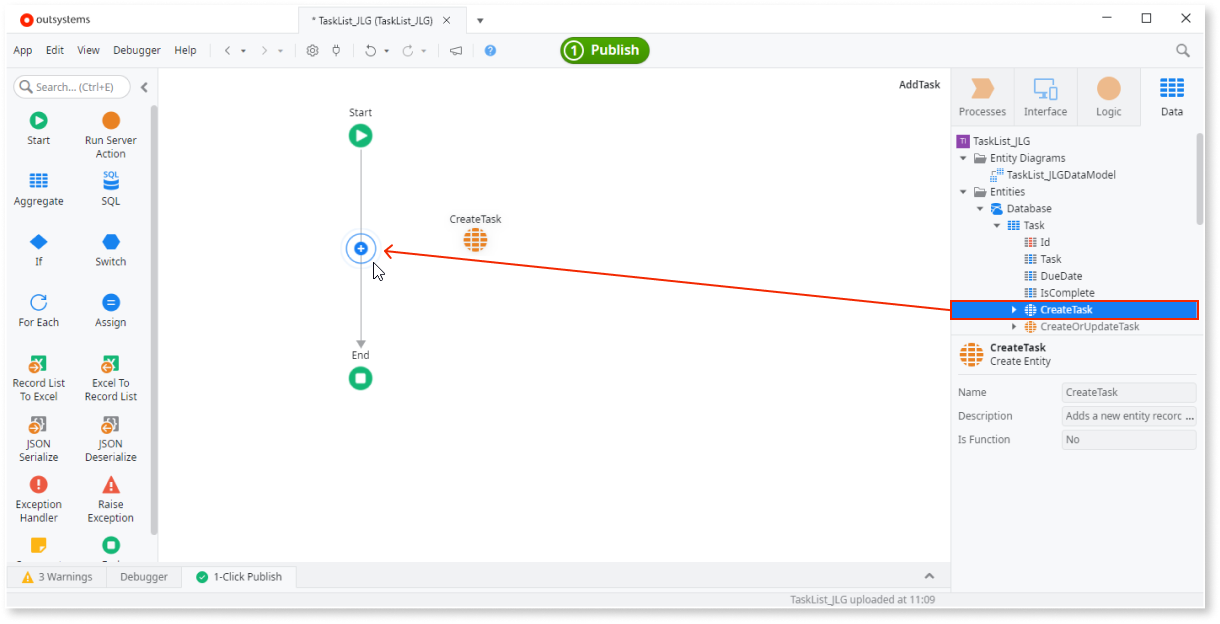 outsystems
* TaskList_JLG (TaskList_JLG)
App Edit View Debugger Help
1 Publish
Search... (Ctrl+E)
Start
Run Server
Action
Aggregate
SQL
SQL
If
Switch
For Each
Assign
Record List
To Excel
Excel To
Record List
JSON
Serialize
JSON
Deserialize
Exception
Handler
Raise
Exception
AddTask
Start
CreateTask
End
Processes
Interface
Logic
Data
TI TaskList_JLG
Entity Diagrams
TaskList_JLGDataModel
Entities
Database
Task
Id
Task
DueDate
IsComplete
CreateTask
CreateOrUpdateTask
CreateTask
Create Entity
Name CreateTask
Description Adds a new entity record ...
Is Function No
3 Warnings Debugger 1-Click Publish
TaskList_JLG uploaded at 11:09